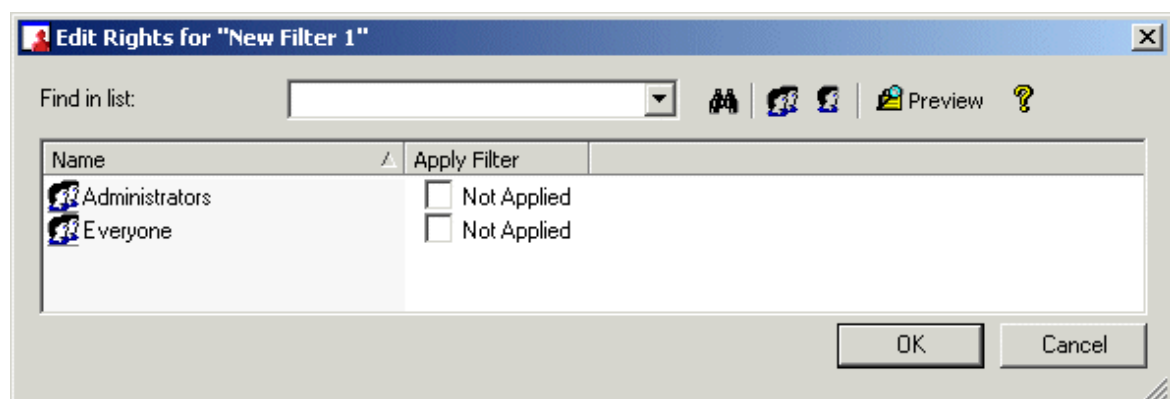 Edit Rights for "New Filter 1"
Find in list:
Preview
Name Apply Filter
Administrators Not Applied
Everyone Not Applied
OK Cancel